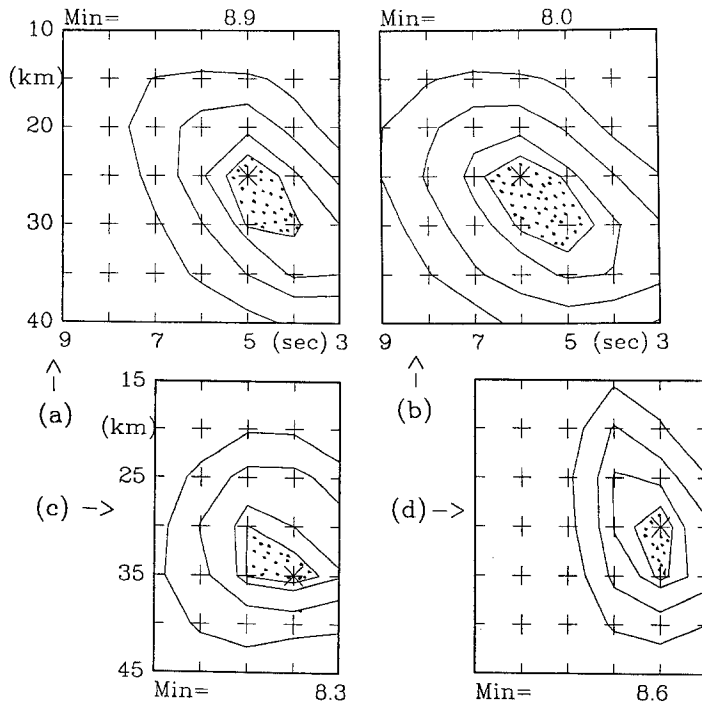 Min= 8.9
Min= 8.0
10
(km)
20
30
40
9 7 5 (sec) 3
9 7 5 (sec) 3
(a)
(b)
15
(km)
25
(c) ->
(d) ->
35
45
Min= 8.3
Min= 8.6